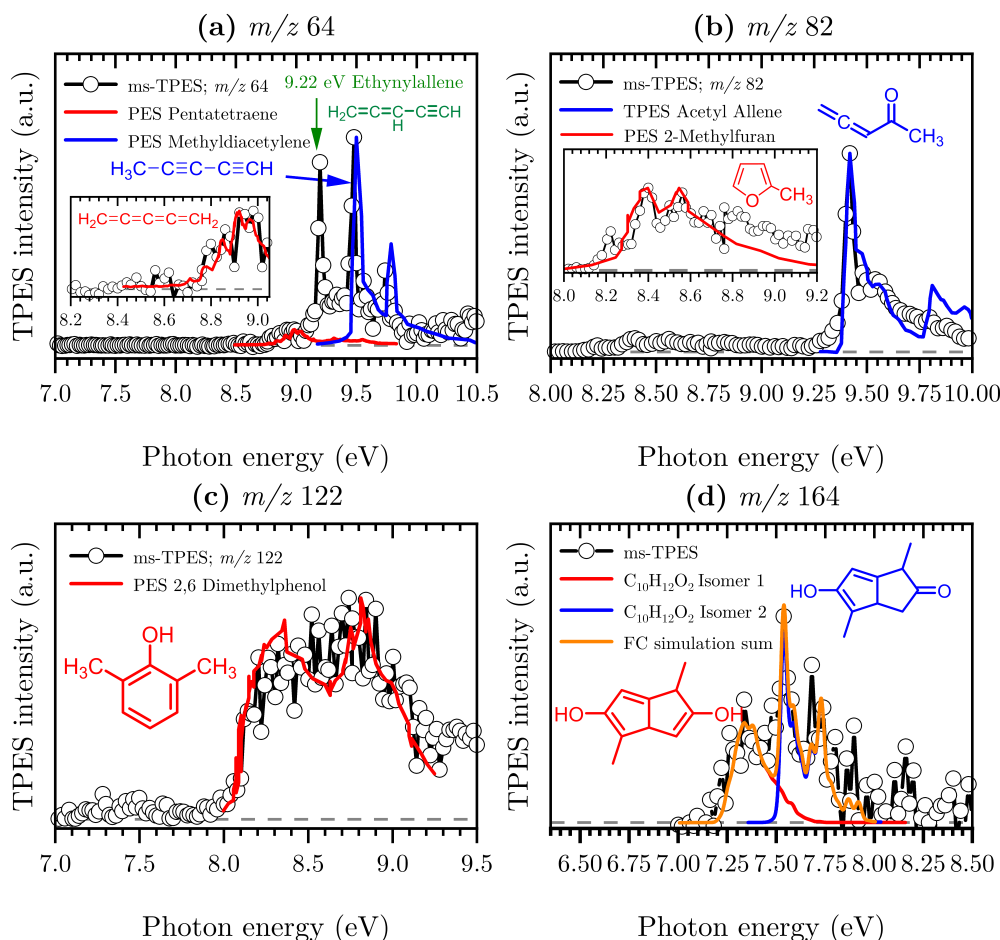 (a) m/z 64
TPES intensity (a.u.)
ms-TPES; m/z 64
PES Pentatetraene
PES Methyldiacetylene
9.22 eV Ethynylallene
H₂C=C=C-C≡CH
H
H₃C-C≡C-C≡CH
H₂C=C=C=C=CH₂
8.2 8.4 8.6 8.8 9.0
7.0 7.5 8.0 8.5 9.0 9.5 10.0 10.5
Photon energy (eV)
(b) m/z 82
TPES intensity (a.u.)
ms-TPES; m/z 82
TPES Acetyl Allene
PES 2-Methylfuran
O
CH₃
O
CH₃
8.0 8.2 8.4 8.6 8.8 9.0 9.2
8.00 8.25 8.50 8.75 9.00 9.25 9.50 9.75 10.00
Photon energy (eV)
(c) m/z 122
TPES intensity (a.u.)
ms-TPES; m/z 122
PES 2,6 Dimethylphenol
OH
H₃C CH₃
7.0 7.5 8.0 8.5 9.0 9.5
Photon energy (eV)
(d) m/z 164
TPES intensity (a.u.)
ms-TPES
C₁₀H₁₂O₂ Isomer 1
C₁₀H₁₂O₂ Isomer 2
FC simulation sum
HO O
HO OH
6.50 6.75 7.00 7.25 7.50 7.75 8.00 8.25 8.50
Photon energy (eV)